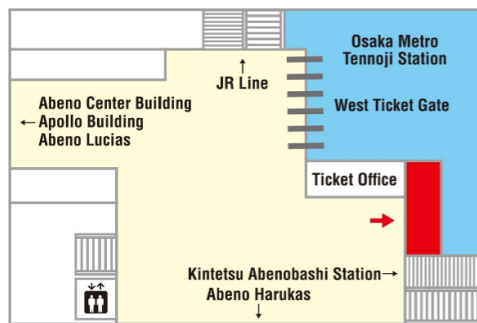 Osaka Metro
Tennoji Station
↑
JR Line
West Ticket Gate
Abeno Center Building
← Apollo Building
Abeno Lucias
Ticket Office
Kintetsu Abenobashi Station→
Abeno Harukas
↓